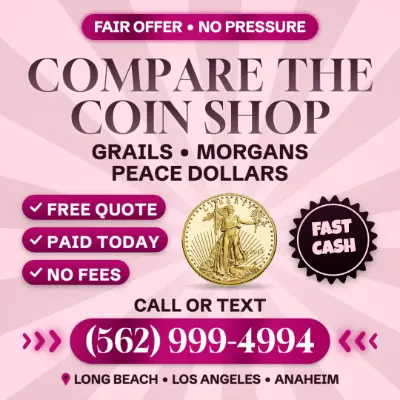 FAIR OFFER • NO PRESSURE
COMPARE THE
COIN SHOP
GRAILS • MORGANS
PEACE DOLLARS
FREE QUOTE
PAID TODAY
NO FEES
FAST
CASH
CALL OR TEXT
(562) 999-4994
LONG BEACH • LOS ANGELES • ANAHEIM